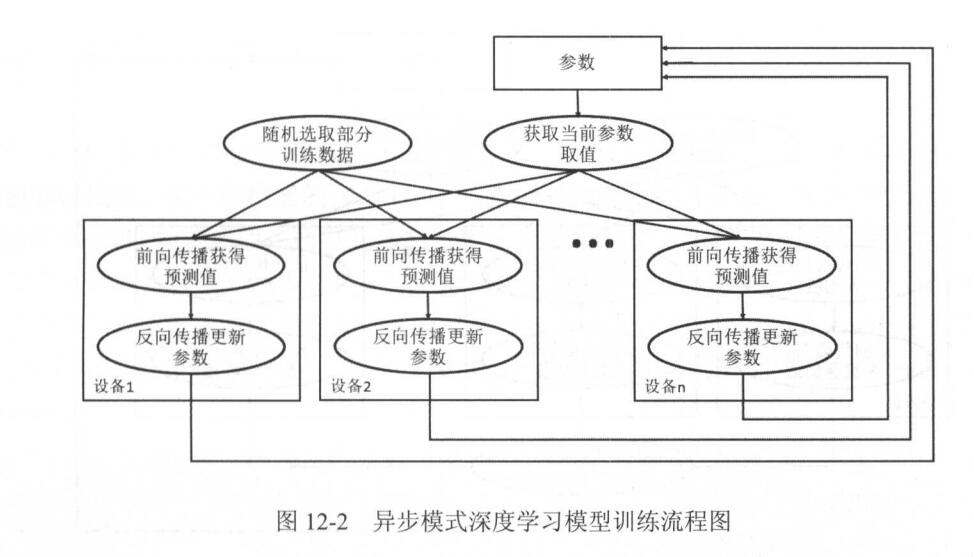 参数
随机选取部分
训练数据
获取当前参数
取值
前向传播获得
预测值
反向传播更新
参数
设备1
前向传播获得
预测值
反向传播更新
参数
设备2
前向传播获得
预测值
反向传播更新
参数
设备n
图 12-2 异步模式深度学习模型训练流程图